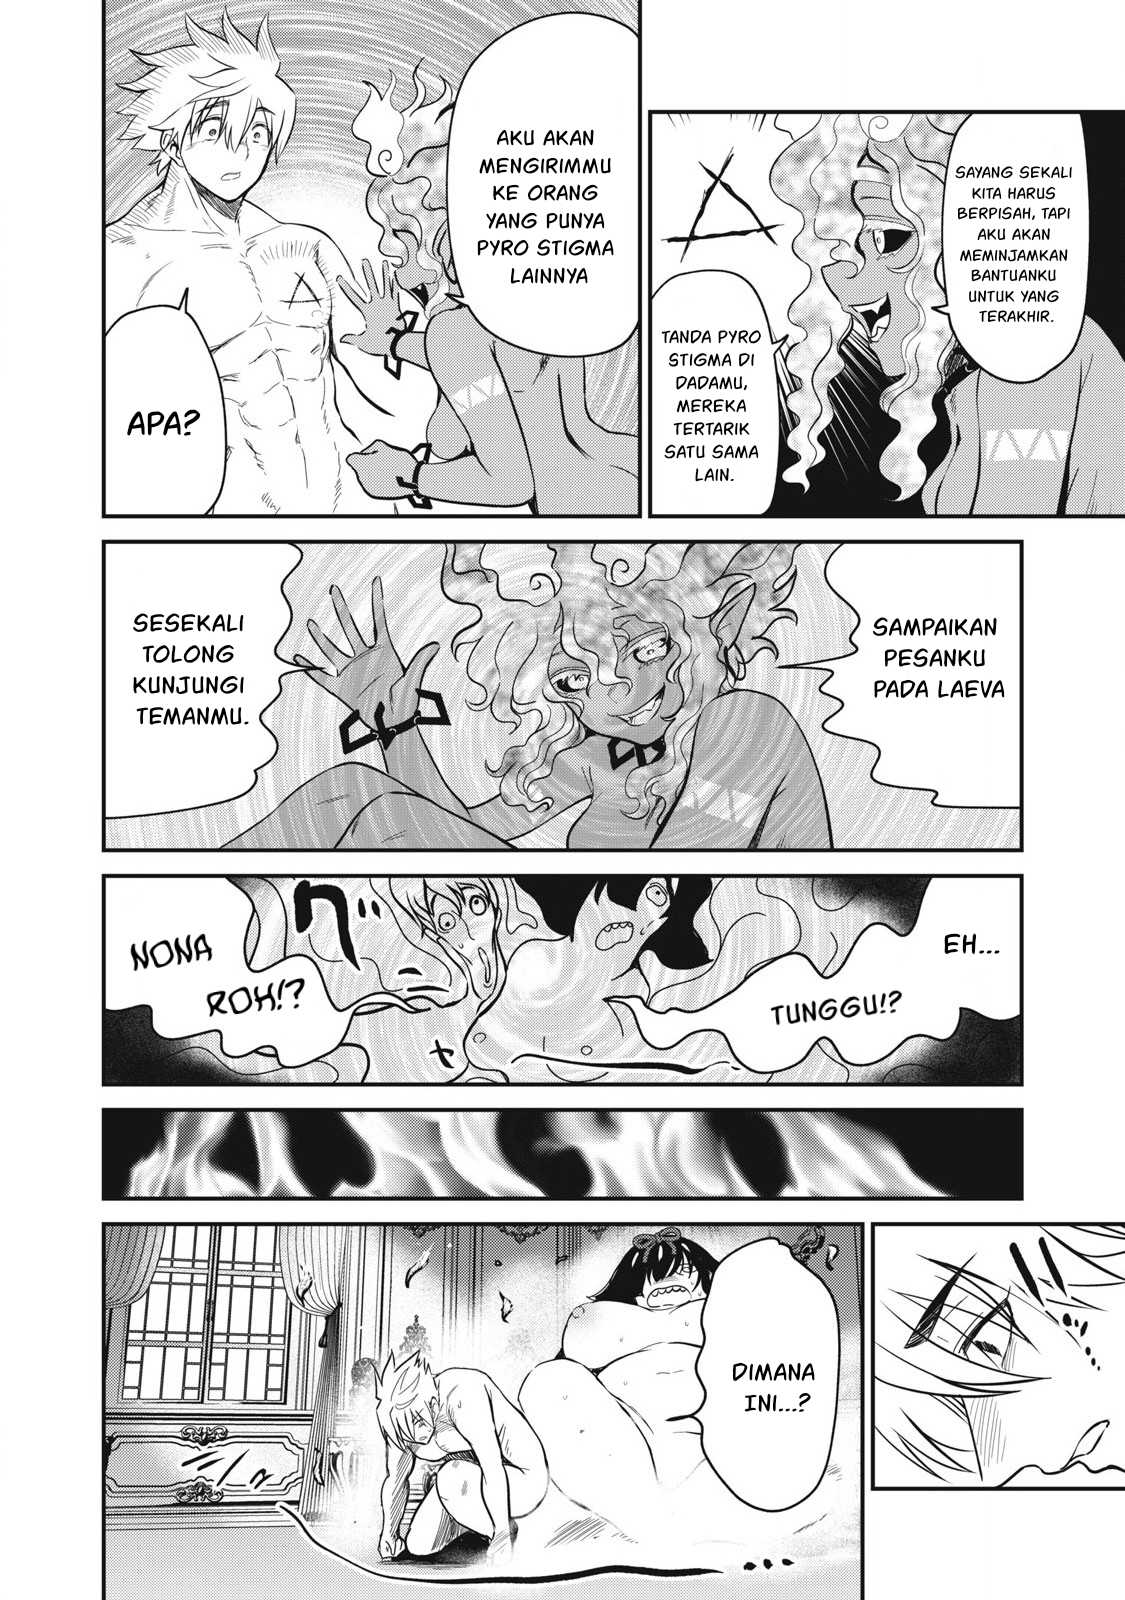 SAYANG SEKALI
KITA HARUS
BERPISAH, TAPI
AKU AKAN
MEMINJAMKAN
BANTUANKU
UNTUK YANG
TERAKHIR.
TANDA PYRO
STIGMA DI
DADAMU,
MEREKA
TERTARIK
SATU SAMA
LAIN.
AKU AKAN
MENGIRIMMU
KE ORANG
YANG PUNYA
PYRO STIGMA
LAINNYA
APA?
SAMPAIKAN
PESANKU
PADA LAEVA
SESEKALI
TOLONG
KUNJUNGI
TEMANMU.
EH...
TUNGGU!?
NONA
ROH!?
DIMANA
INI...?